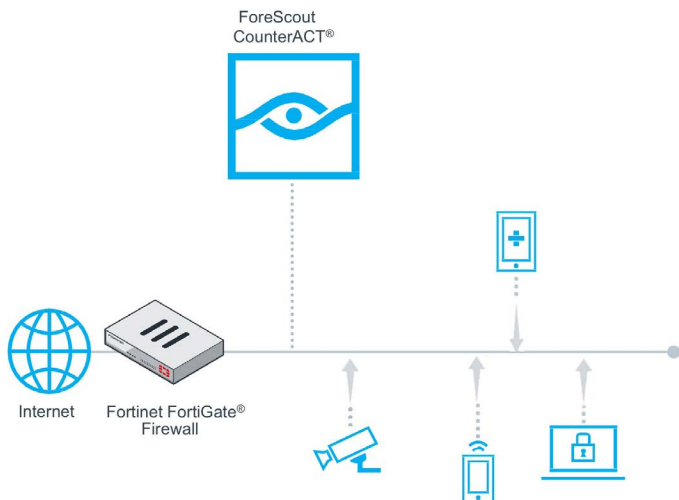 ForeScout
CounterACT®
Internet
Fortinet FortiGate®
Firewall